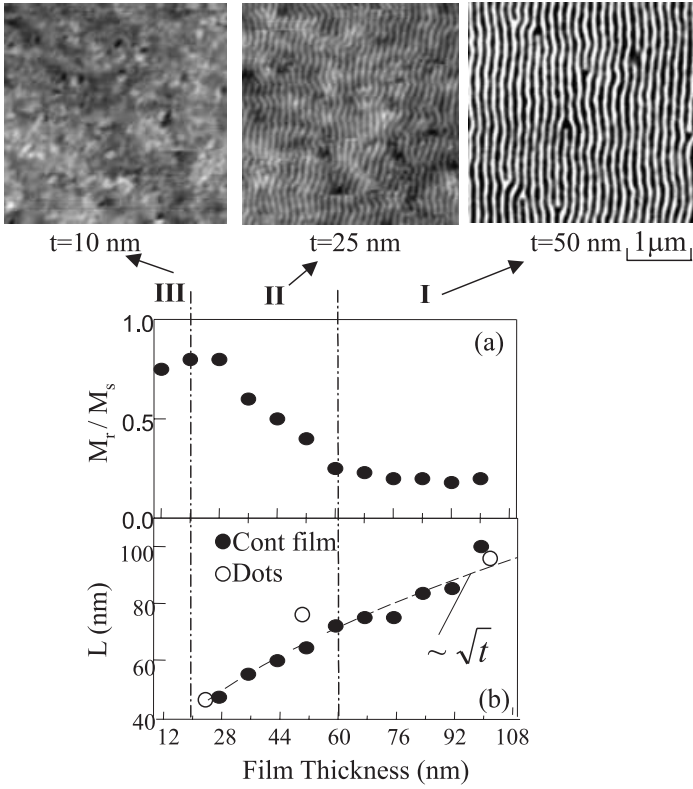 t=10 nm t=25 nm t=50 nm 1μm
III II I
1.0
(a)
M_r / M_s
0.5
0.0
100
Cont film
Dots
L (nm)
80
~ √t
60
(b)
40
12 28 44 60 76 92 108
Film Thickness (nm)